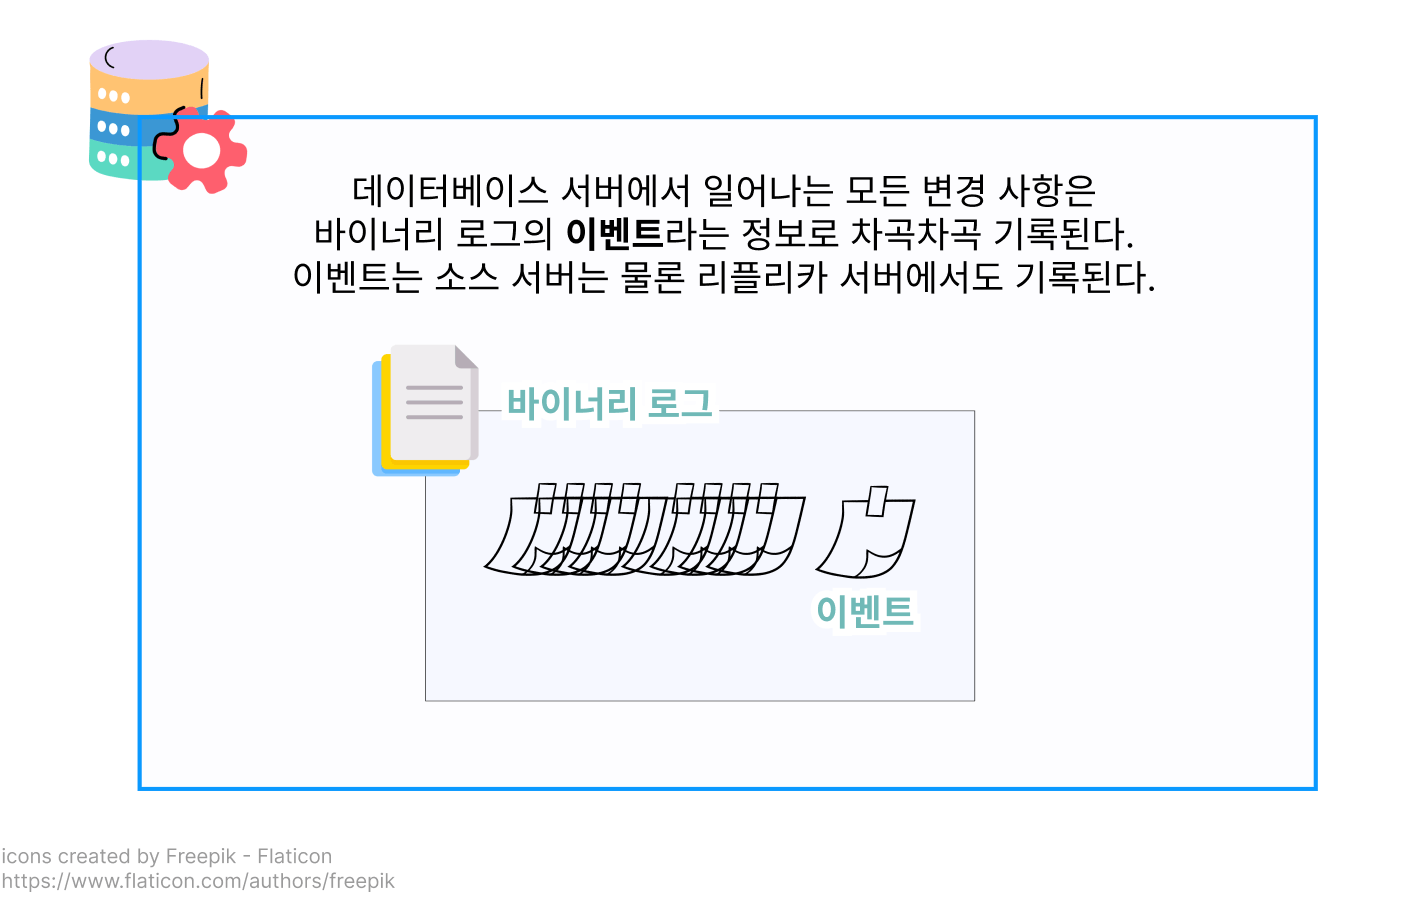 데이터베이스 서버에서 일어나는 모든 변경 사항은
바이너리 로그의 이벤트라는 정보로 차곡차곡 기록된다.
이벤트는 소스 서버는 물론 리플리카 서버에서도 기록된다.
바이너리 로그
이벤트
icons created by Freepik - Flaticon
https://www.flaticon.com/authors/freepik